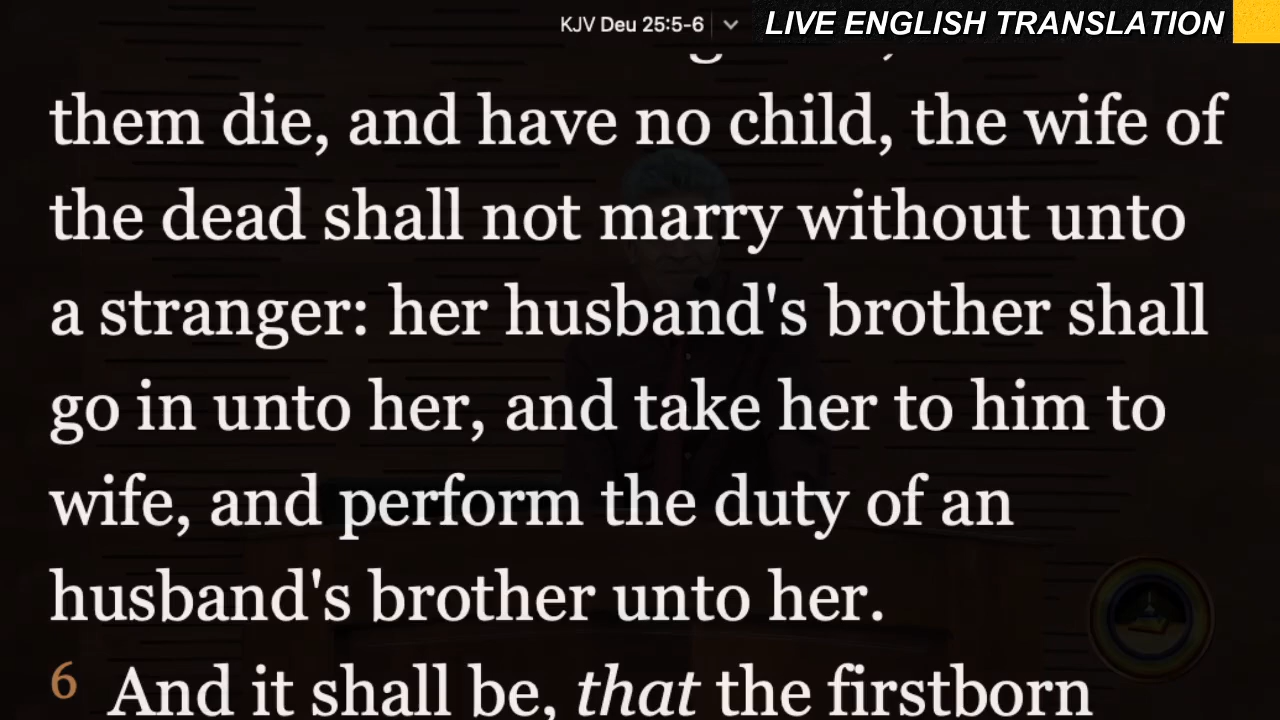 KJV Deu 25:5-6
LIVE ENGLISH TRANSLATION
them die, and have no child, the wife of
the dead shall not marry without unto
a stranger: her husband's brother shall
go in unto her, and take her to him to
wife, and perform the duty of an
husband's brother unto her.
6 And it shall be, that the firstborn